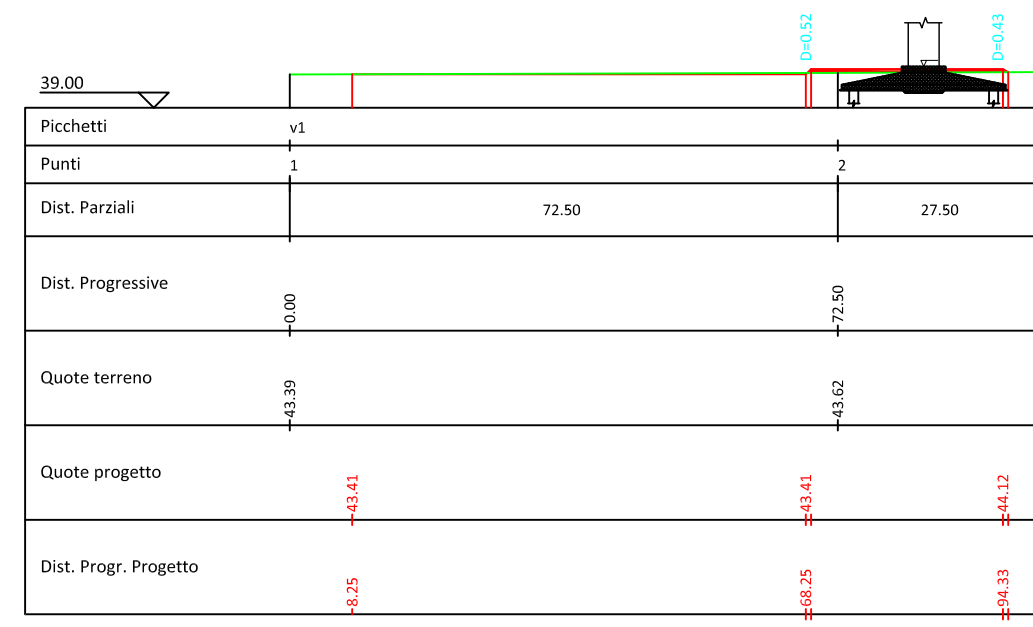 D=0.52
D=0.43
39.00
Picchetti
v1
Punti
1
2
Dist. Parziali
72.50
27.50
Dist. Progressive
0.00
72.50
Quote terreno
43.39
43.62
Quote progetto
43.41
43.41
44.12
Dist. Progr. Progetto
8.25
68.25
94.33